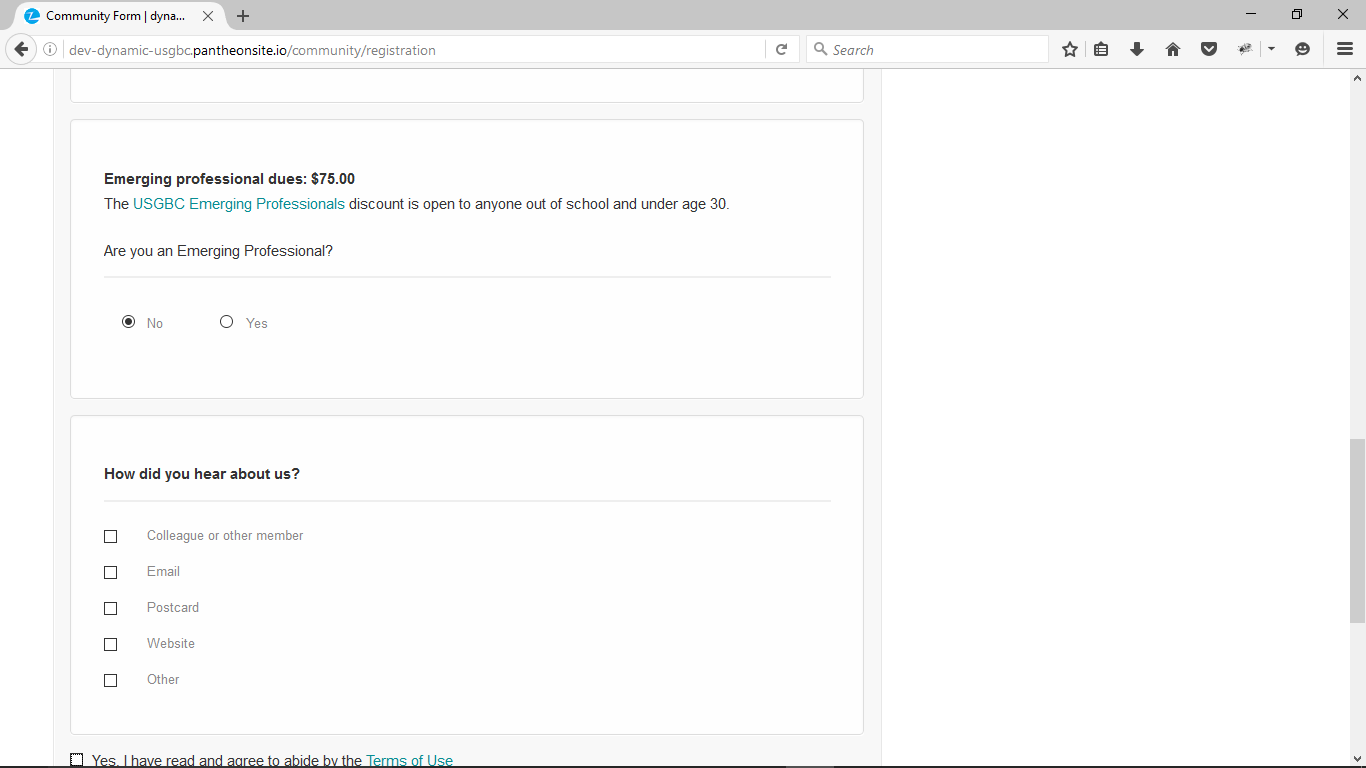 Community Form | dyna...
dev-dynamic-usgbc.pantheonsite.io/community/registration
Search
Emerging professional dues: $75.00
The USGBC Emerging Professionals discount is open to anyone out of school and under age 30.
Are you an Emerging Professional?
No Yes
How did you hear about us?
Colleague or other member
Email
Postcard
Website
Other
Yes, I have read and agree to abide by the Terms of Use